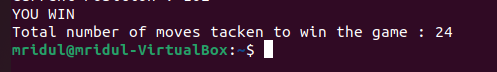 YOU WIN
Total number of moves tacken to win the game : 24
mridul@mridul-VirtualBox:~$